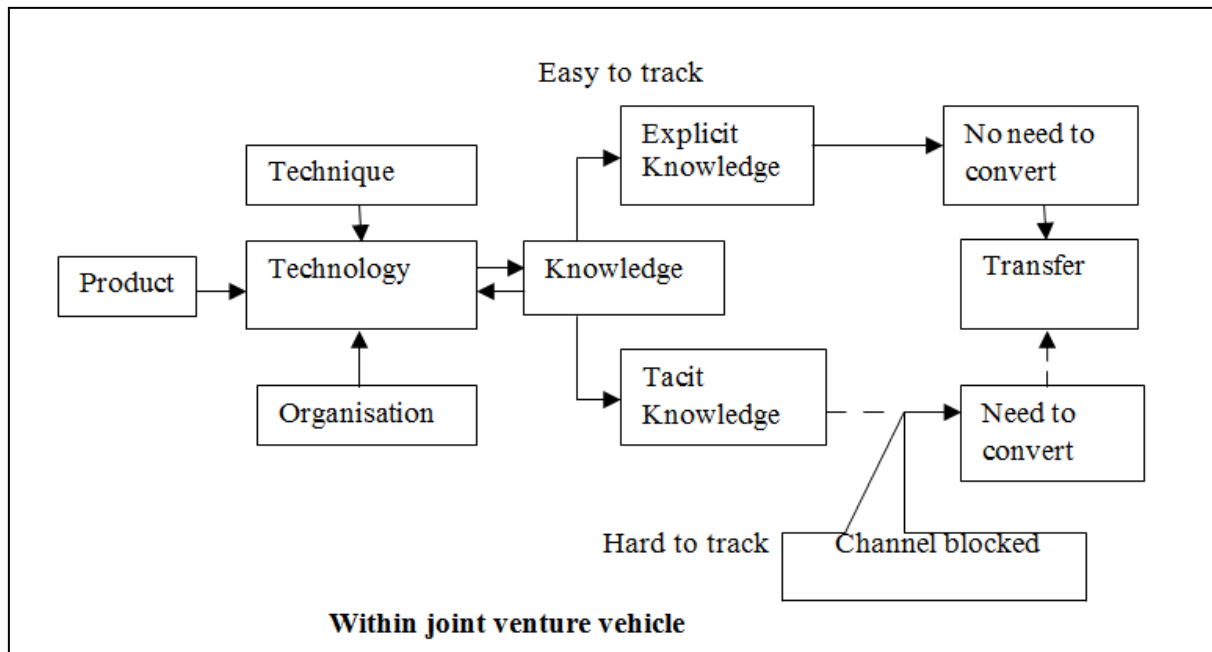 Easy to track
Explicit
Knowledge
No need to
convert
Technique
Technology
Knowledge
Transfer
Product
Tacit
Knowledge
Organisation
Need to
convert
Hard to track
Channel blocked
Within joint venture vehicle